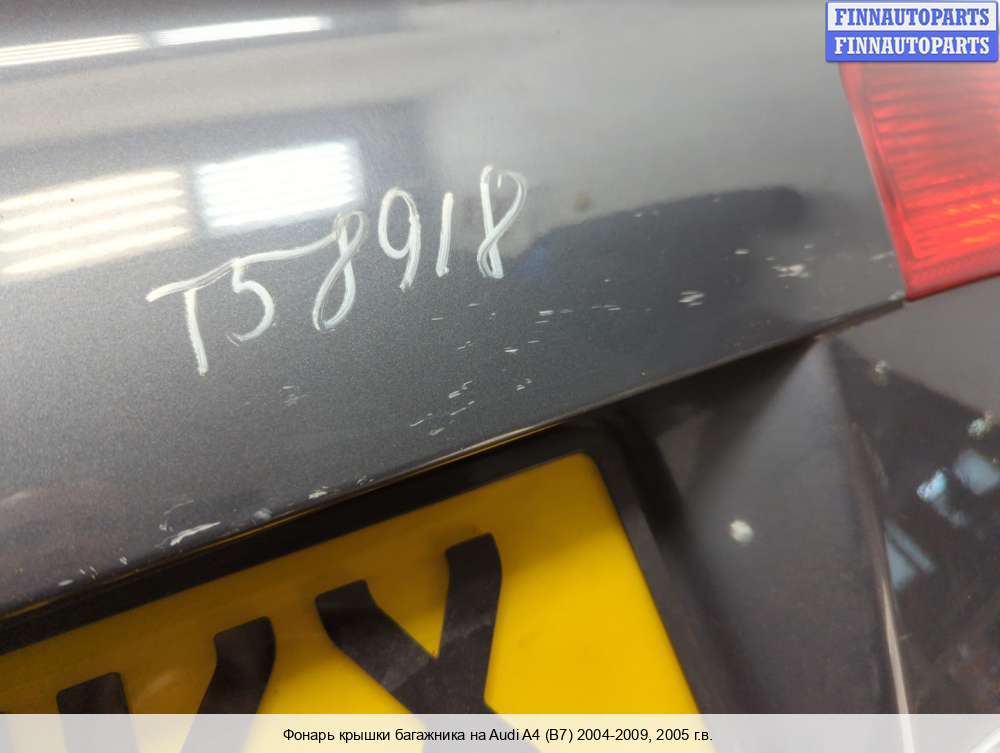 FINNAUTOPARTS
FINNAUTOPARTS
T58918
Фонарь крышки багажника на Audi A4 (B7) 2004-2009, 2005 г.в.